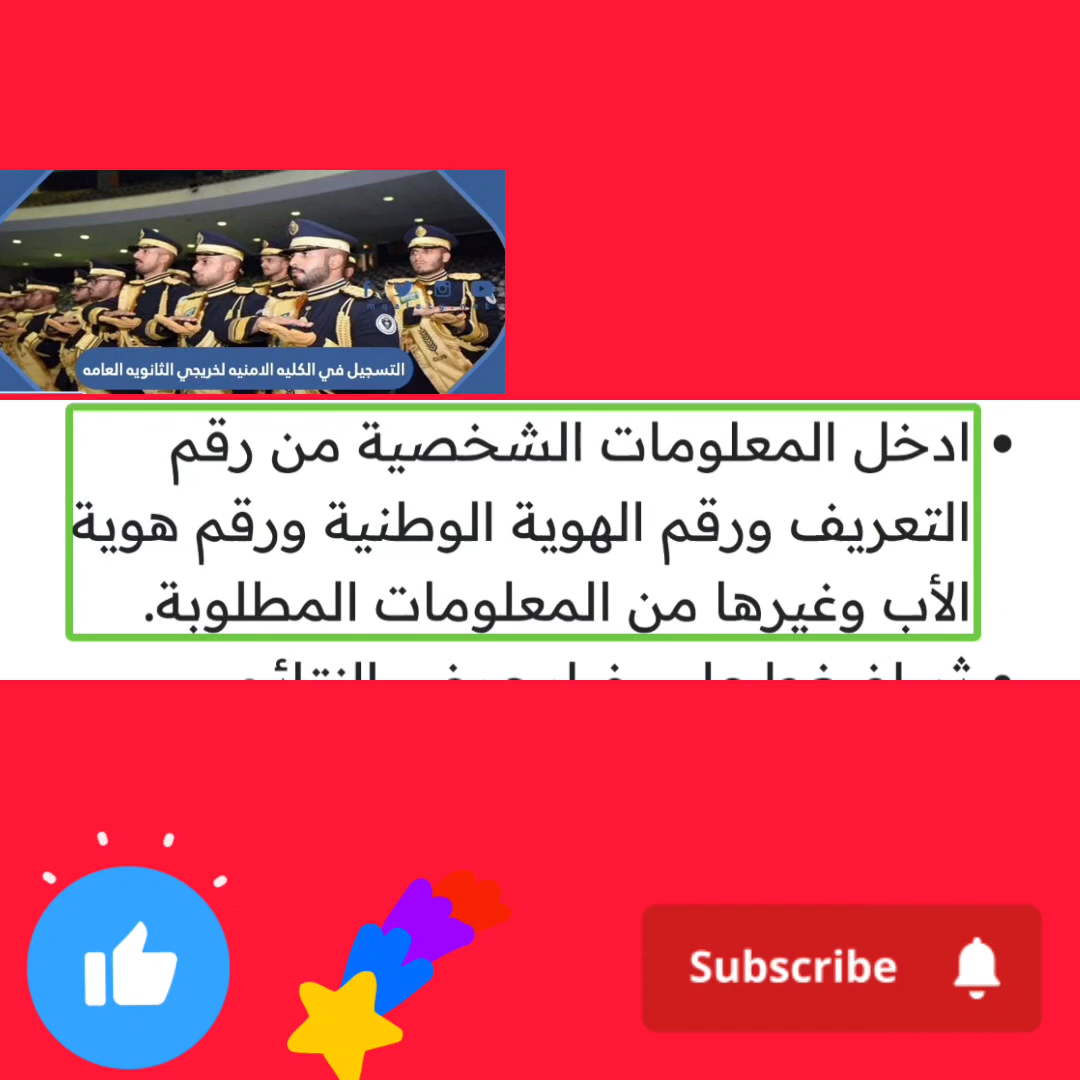 التسجيل في الكليه الامنيه لخريجي الثانويه العامه
• ادخل المعلومات الشخصية من رقم
التعريف ورقم الهوية الوطنية ورقم هوية
الأب وغيرها من المعلومات المطلوبة.
Subscribe